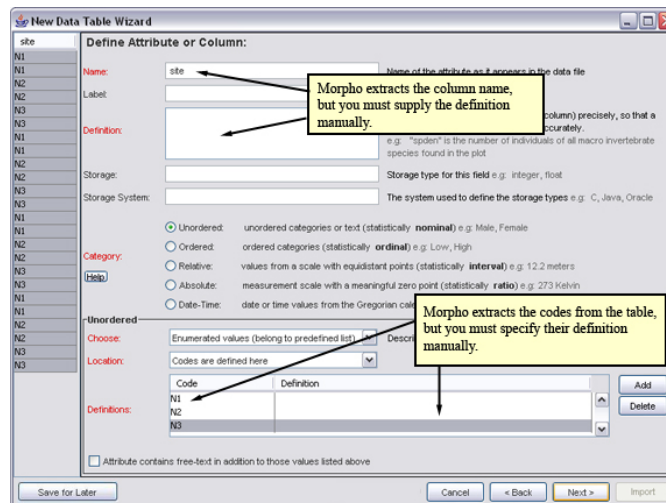 New Data Table Wizard
site
N1
N1
N2
N2
N3
N3
N1
N1
N2
N2
N3
N3
N1
N1
N2
N2
N3
N3
N1
N1
N2
N2
N3
N3
Define Attribute or Column:
Name:
site
Name of the attribute as it appears in the data file
Morpho extracts the column name,
but you must supply the definition
manually.
Label:
Definition:
column) precisely, so that a
ccurately.
e.g: "spden" is the number of individuals of all macro invertebrate
species found in the plot
Storage:
Storage type for this field e.g: integer, float
Storage System:
The system used to define the storage types e.g: C, Java, Oracle
Category:
Help
Unordered: unordered categories or text (statistically nominal) e.g: Male, Female
Ordered: ordered categories (statistically ordinal) e.g: Low, High
Relative: values from a scale with equidistant points (statistically interval) e.g: 12.2 meters
Absolute: measurement scale with a meaningful zero point (statistically ratio) e.g: 273 Kelvin
Date-Time: date or time values from the Gregorian cale
Morpho extracts the codes from the table,
but you must specify their definition
manually.
Unordered
Choose:
Enumerated values (belong to predefined list)
Descri
Location:
Codes are defined here
Definitions:
Code Definition
N1
N2
N3
Add
Delete
Attribute contains free-text in addition to those values listed above
Save for Later
Cancel
< Back
Next >
Import